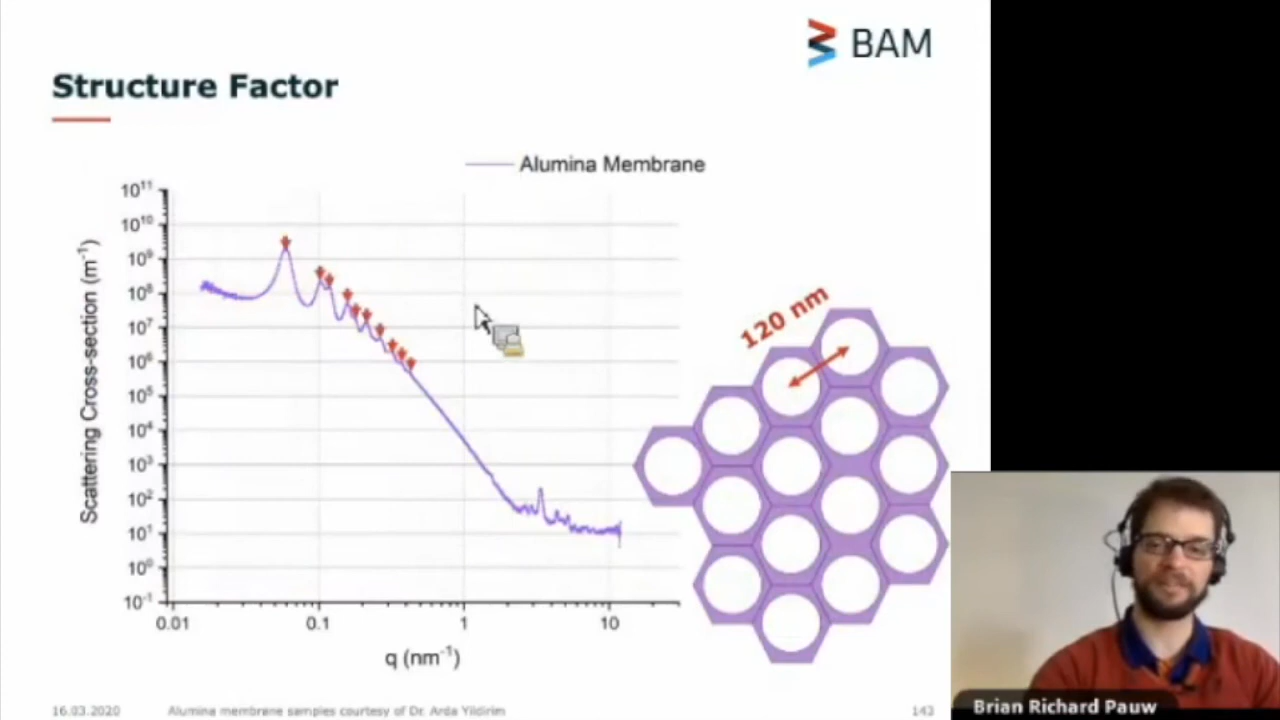 BAM
Structure Factor
Alumina Membrane
10¹¹
10¹⁰
10⁹
10⁸
10⁷
10⁶
10⁵
10⁴
10³
10²
10¹
10⁰
10⁻¹
Scattering Cross-section (m⁻¹)
0.01 0.1 1 10
q (nm⁻¹)
120 nm
16.03.2020 Alumina membrane samples courtesy of Dr. Arda Yildirim 143
Brian Richard Pauw